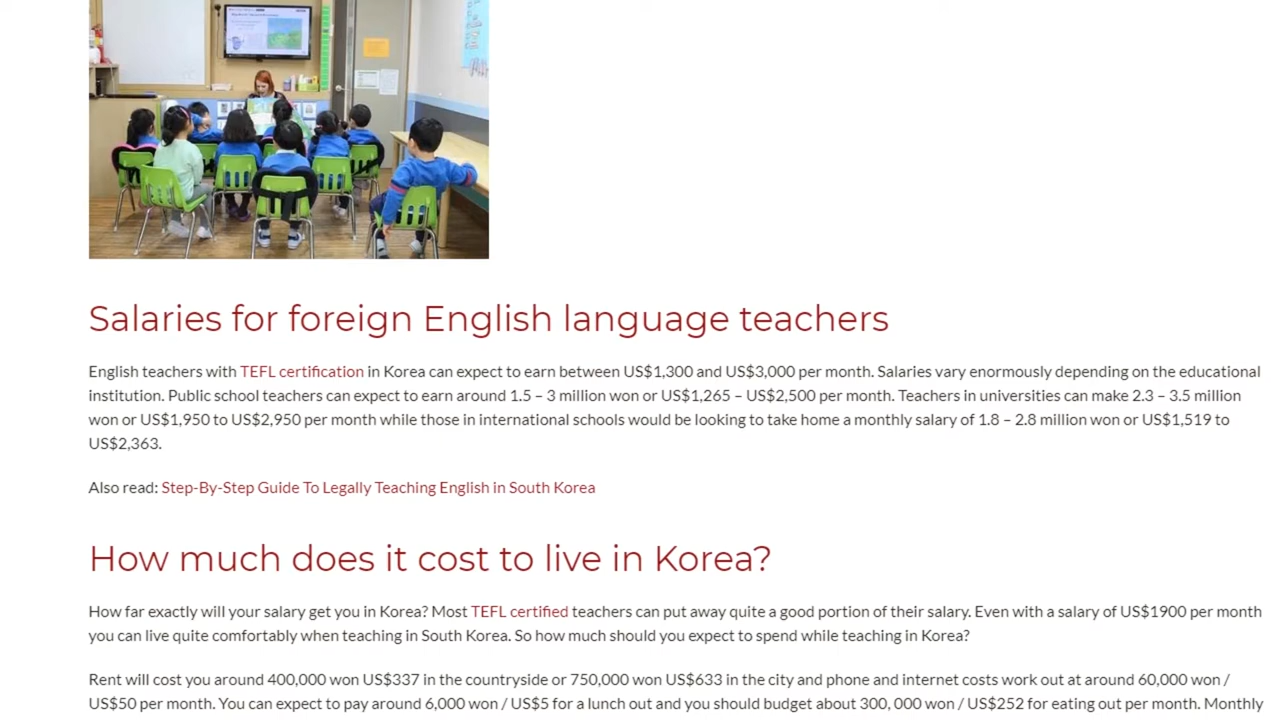 Salaries for foreign English language teachers
English teachers with TEFL certification in Korea can expect to earn between US$1,300 and US$3,000 per month. Salaries vary enormously depending on the educational
institution. Public school teachers can expect to earn around 1.5 – 3 million won or US$1,265 – US$2,500 per month. Teachers in universities can make 2.3 – 3.5 million
won or US$1,950 to US$2,950 per month while those in international schools would be looking to take home a monthly salary of 1.8 – 2.8 million won or US$1,519 to
US$2,363.
Also read: Step-By-Step Guide To Legally Teaching English in South Korea
How much does it cost to live in Korea?
How far exactly will your salary get you in Korea? Most TEFL certified teachers can put away quite a good portion of their salary. Even with a salary of US$1900 per month
you can live quite comfortably when teaching in South Korea. So how much should you expect to spend while teaching in Korea?
Rent will cost you around 400,000 won US$337 in the countryside or 750,000 won US$633 in the city and phone and internet costs work out at around 60,000 won /
US$50 per month. You can expect to pay around 6,000 won / US$5 for a lunch out and you should budget about 300, 000 won / US$252 for eating out per month. Monthly